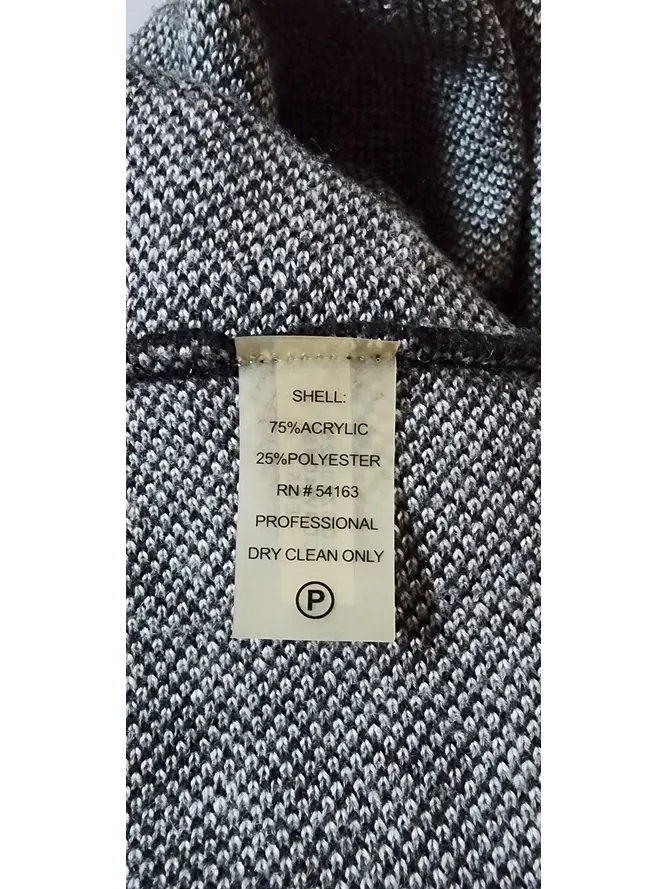 SHELL:
75%ACRYLIC
25%POLYESTER
RN # 54163
PROFESSIONAL
DRY CLEAN ONLY
P